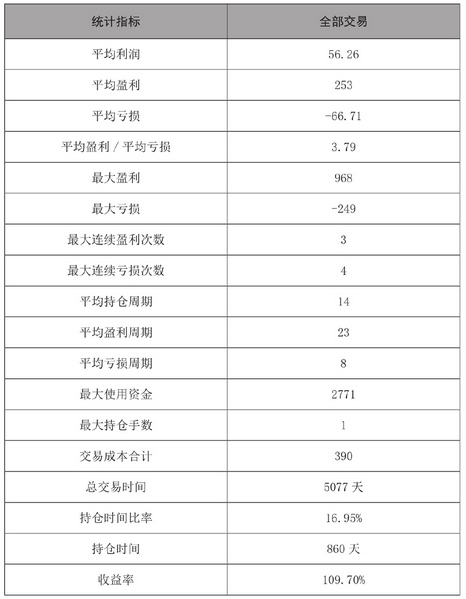 统计指标 全部交易
平均利润 56.26
平均盈利 253
平均亏损 -66.71
平均盈利/平均亏损 3.79
最大盈利 968
最大亏损 -249
最大连续盈利次数 3
最大连续亏损次数 4
平均持仓周期 14
平均盈利周期 23
平均亏损周期 8
最大使用资金 2771
最大持仓手数 1
交易成本合计 390
总交易时间 5077 天
持仓时间比率 16.95%
持仓时间 860 天
收益率 109.70%